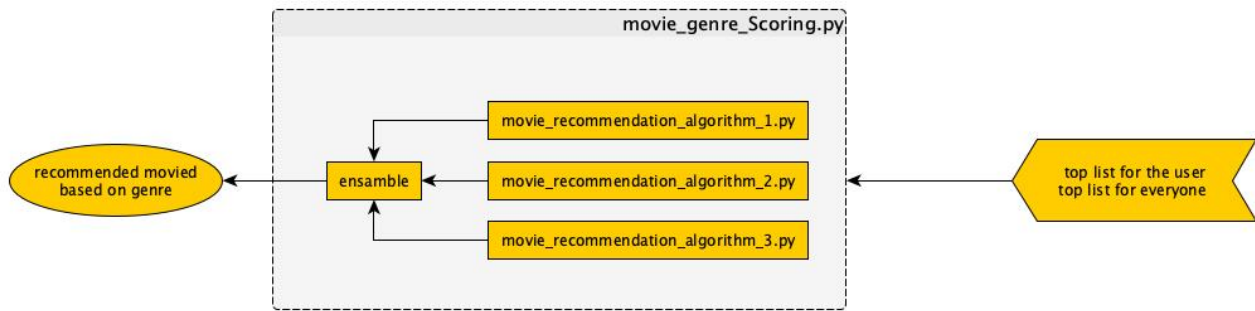 movie_genre_Scoring.py
movie_recommendation_algorithm_1.py
recommended movied
based on genre
ensamble
movie_recommendation_algorithm_2.py
top list for the user
top list for everyone
movie_recommendation_algorithm_3.py